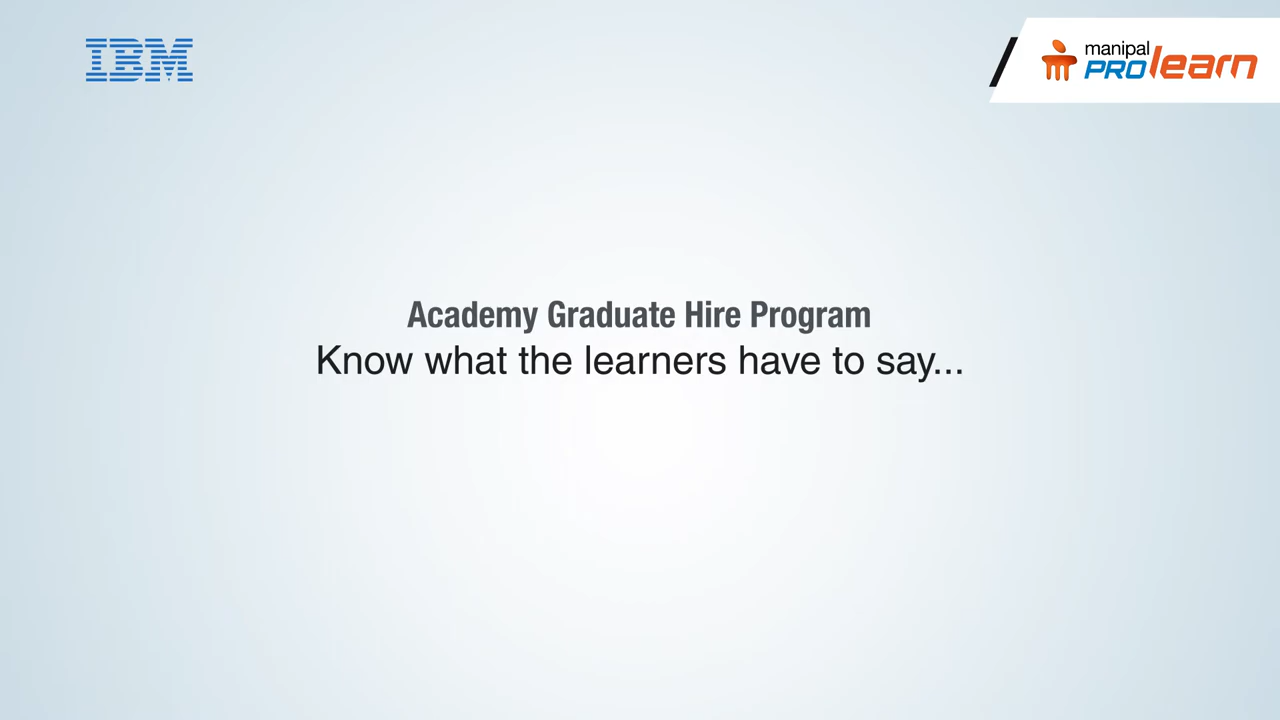 IBM
manipal
PROlearn
Academy Graduate Hire Program
Know what the learners have to say...